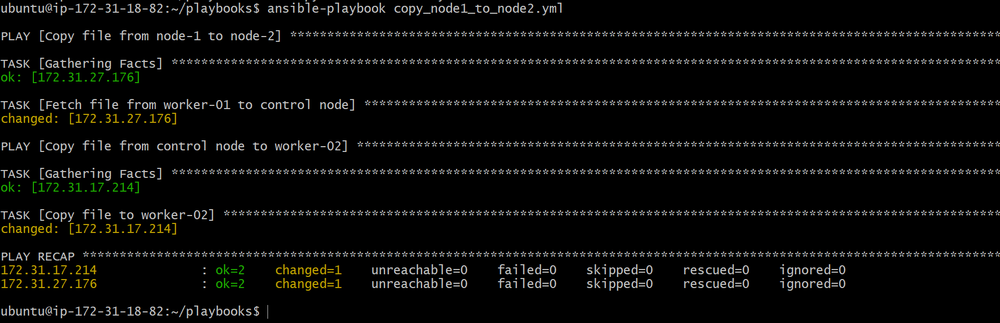 ubuntu@ip-172-31-18-82:~/playbooks$ ansible-playbook copy_node1_to_node2.yml
PLAY [Copy file from node-1 to node-2] ************************************************************************************************
TASK [Gathering Facts] ****************************************************************************************************************
ok: [172.31.27.176]
TASK [Fetch file from worker-01 to control node] **************************************************************************************
changed: [172.31.27.176]
PLAY [Copy file from control node to worker-02] ***************************************************************************************
TASK [Gathering Facts] ****************************************************************************************************************
ok: [172.31.17.214]
TASK [Copy file to worker-02] *********************************************************************************************************
changed: [172.31.17.214]
PLAY RECAP ****************************************************************************************************************************
172.31.17.214              : ok=2    changed=1    unreachable=0    failed=0    skipped=0    rescued=0    ignored=0
172.31.27.176              : ok=2    changed=1    unreachable=0    failed=0    skipped=0    rescued=0    ignored=0
ubuntu@ip-172-31-18-82:~/playbooks$